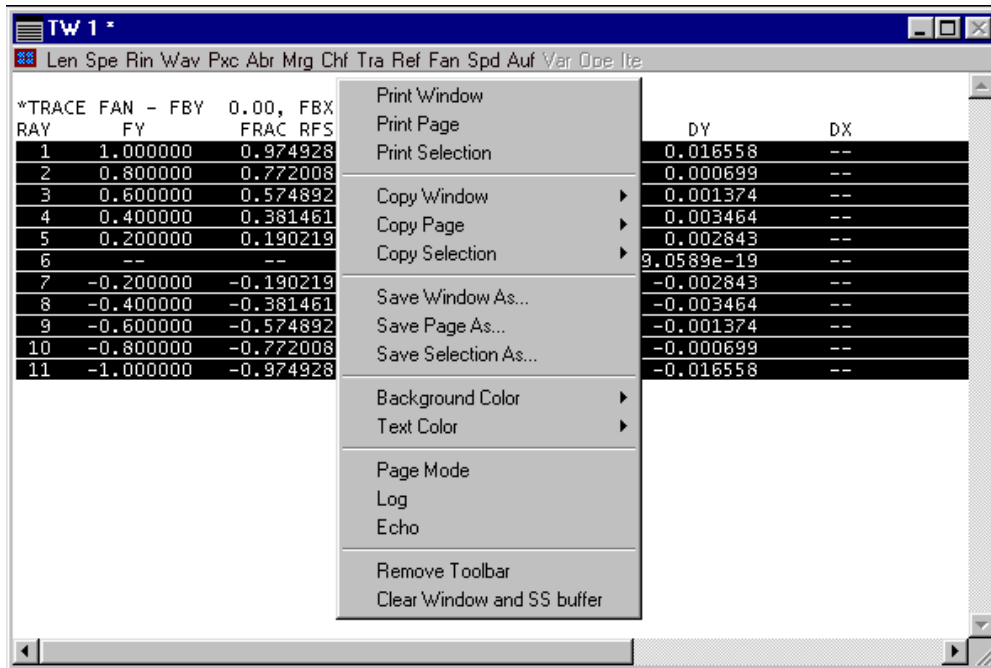 TW 1 *
Len Spe Rin Wav Pxc Abr Mrg Chf Tra Ref Fan Spd Auf Var Ope Ite
*TRACE FAN - FBY 0.00, FBX
RAY FY FRAC RFS DY DX
1 1.000000 0.974928 0.016558 --
2 0.800000 0.772008 0.000699 --
3 0.600000 0.574892 0.001374 --
4 0.400000 0.381461 0.003464 --
5 0.200000 0.190219 0.002843 --
6 -- -- 9.0589e-19 --
7 -0.200000 -0.190219 -0.002843 --
8 -0.400000 -0.381461 -0.003464 --
9 -0.600000 -0.574892 -0.001374 --
10 -0.800000 -0.772008 -0.000699 --
11 -1.000000 -0.974928 -0.016558 --
Print Window
Print Page
Print Selection
Copy Window
Copy Page
Copy Selection
Save Window As...
Save Page As...
Save Selection As...
Background Color
Text Color
Page Mode
Log
Echo
Remove Toolbar
Clear Window and SS buffer